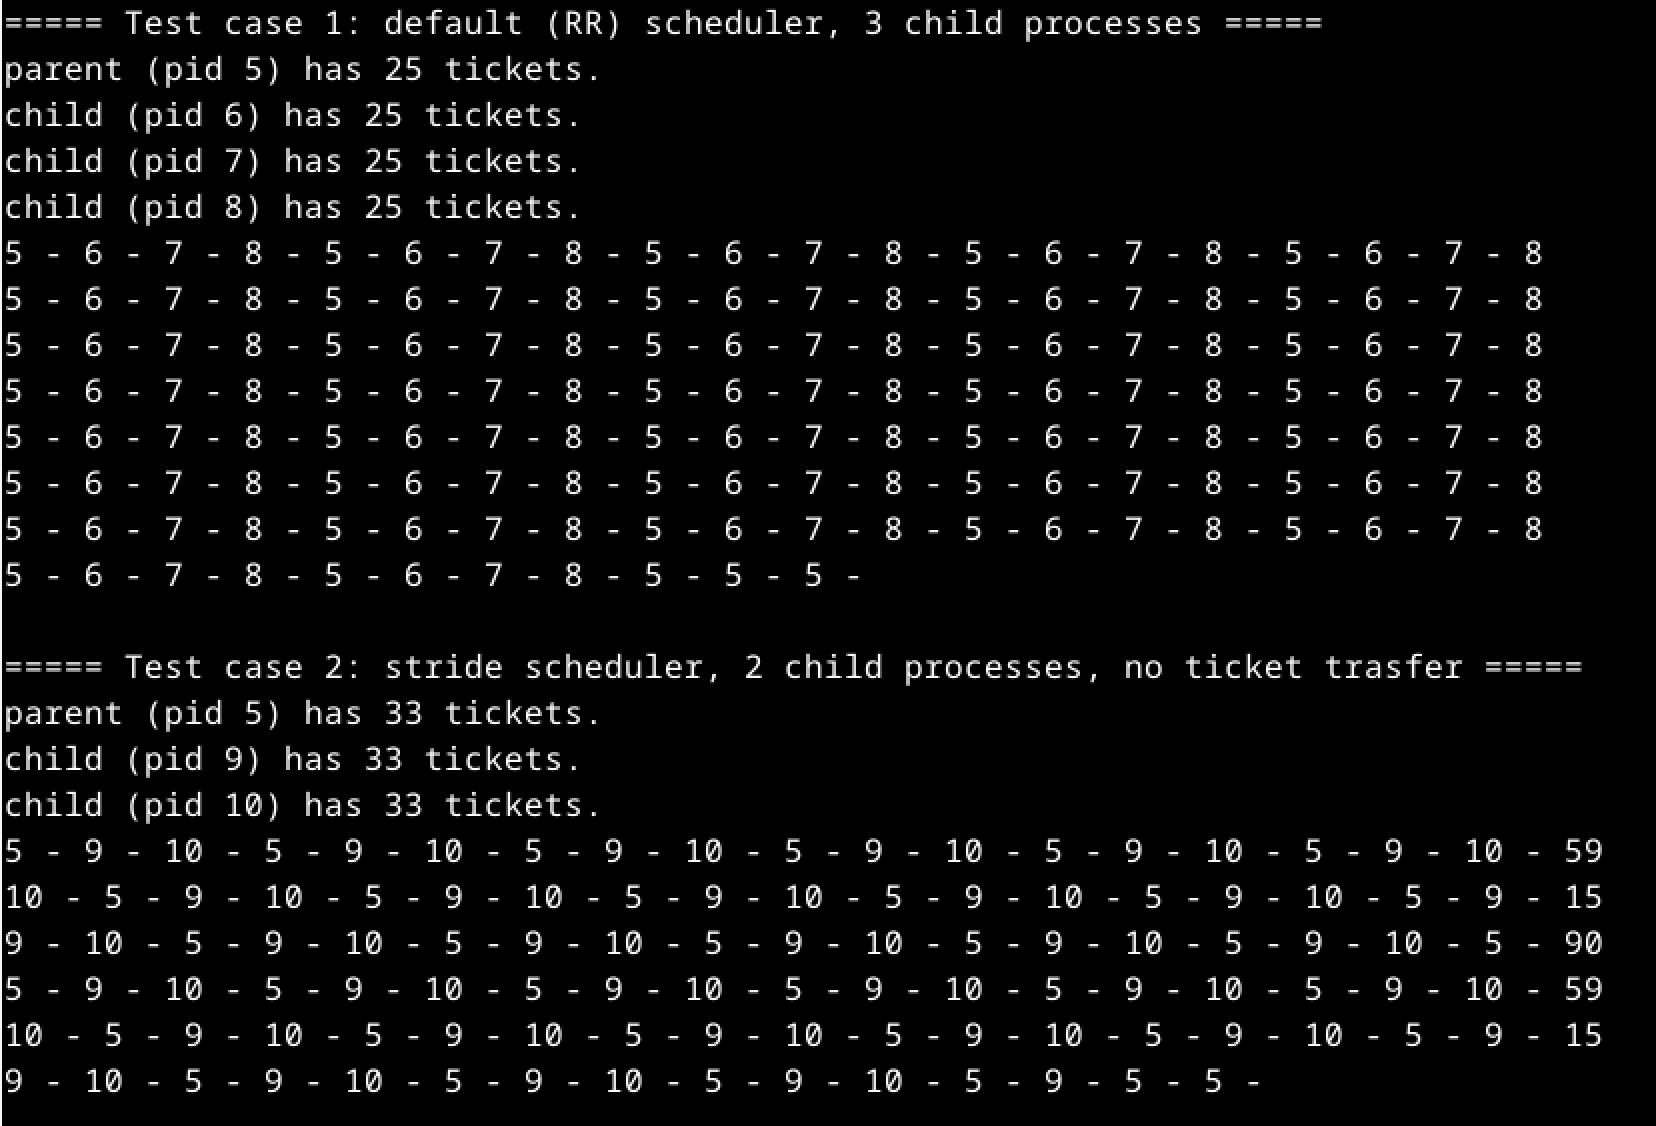 ===== Test case 1: default (RR) scheduler, 3 child processes =====
parent (pid 5) has 25 tickets.
child (pid 6) has 25 tickets.
child (pid 7) has 25 tickets.
child (pid 8) has 25 tickets.
5 - 6 - 7 - 8 - 5 - 6 - 7 - 8 - 5 - 6 - 7 - 8 - 5 - 6 - 7 - 8 - 5 - 6 - 7 - 8
5 - 6 - 7 - 8 - 5 - 6 - 7 - 8 - 5 - 6 - 7 - 8 - 5 - 6 - 7 - 8 - 5 - 6 - 7 - 8
5 - 6 - 7 - 8 - 5 - 6 - 7 - 8 - 5 - 6 - 7 - 8 - 5 - 6 - 7 - 8 - 5 - 6 - 7 - 8
5 - 6 - 7 - 8 - 5 - 6 - 7 - 8 - 5 - 6 - 7 - 8 - 5 - 6 - 7 - 8 - 5 - 6 - 7 - 8
5 - 6 - 7 - 8 - 5 - 6 - 7 - 8 - 5 - 6 - 7 - 8 - 5 - 6 - 7 - 8 - 5 - 6 - 7 - 8
5 - 6 - 7 - 8 - 5 - 6 - 7 - 8 - 5 - 6 - 7 - 8 - 5 - 6 - 7 - 8 - 5 - 6 - 7 - 8
5 - 6 - 7 - 8 - 5 - 6 - 7 - 8 - 5 - 6 - 7 - 8 - 5 - 6 - 7 - 8 - 5 - 6 - 7 - 8
5 - 6 - 7 - 8 - 5 - 6 - 7 - 8 - 5 - 5 - 5 -
===== Test case 2: stride scheduler, 2 child processes, no ticket trasfer =====
parent (pid 5) has 33 tickets.
child (pid 9) has 33 tickets.
child (pid 10) has 33 tickets.
5 - 9 - 10 - 5 - 9 - 10 - 5 - 9 - 10 - 5 - 9 - 10 - 5 - 9 - 10 - 5 - 9 - 10 - 59
10 - 5 - 9 - 10 - 5 - 9 - 10 - 5 - 9 - 10 - 5 - 9 - 10 - 5 - 9 - 10 - 5 - 9 - 15
9 - 10 - 5 - 9 - 10 - 5 - 9 - 10 - 5 - 9 - 10 - 5 - 9 - 10 - 5 - 9 - 10 - 5 - 90
5 - 9 - 10 - 5 - 9 - 10 - 5 - 9 - 10 - 5 - 9 - 10 - 5 - 9 - 10 - 5 - 9 - 10 - 59
10 - 5 - 9 - 10 - 5 - 9 - 10 - 5 - 9 - 10 - 5 - 9 - 10 - 5 - 9 - 10 - 5 - 9 - 15
9 - 10 - 5 - 9 - 10 - 5 - 9 - 10 - 5 - 9 - 10 - 5 - 9 - 5 - 5 -